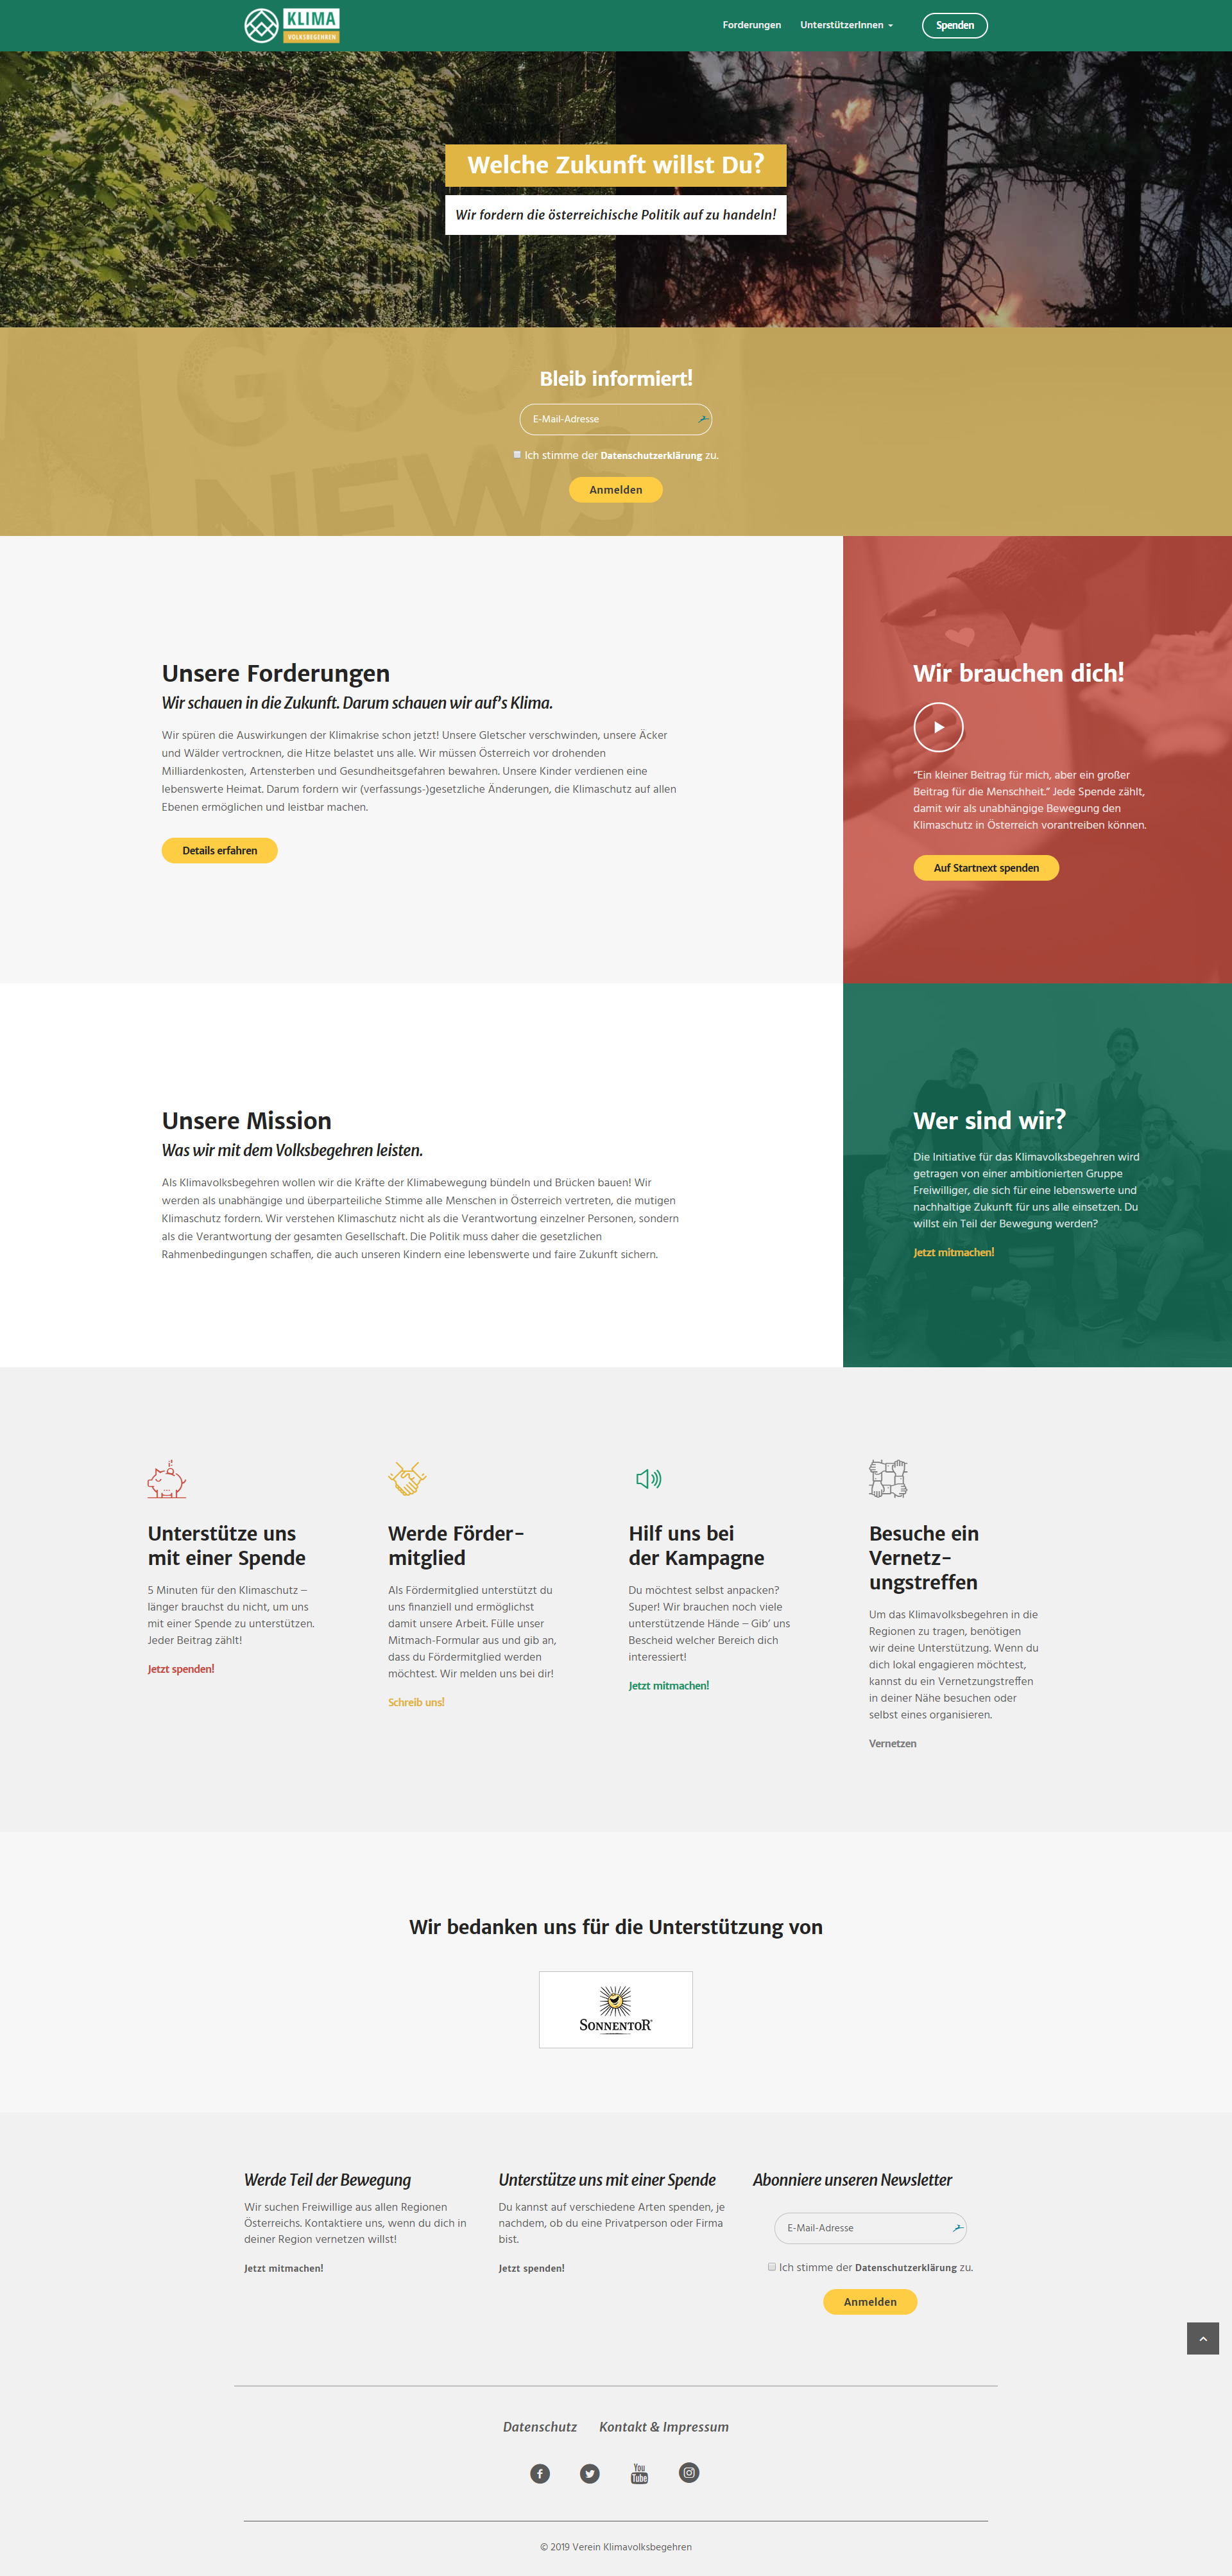 KLIMA
VOLKSBEGEHREN
Forderungen
UnterstützerInnen
Spenden
Welche Zukunft willst Du?
Wir fordern die österreichische Politik auf zu handeln!
GOOD
NEWS
Bleib informiert!
E-Mail-Adresse
Ich stimme der Datenschutzerklärung zu.
Anmelden
Unsere Forderungen
Wir schauen in die Zukunft. Darum schauen wir auf's Klima.
Wir spüren die Auswirkungen der Klimakrise schon jetzt! Unsere Gletscher verschwinden, unsere Äcker
und Wälder vertrocknen, die Hitze belastet uns alle. Wir müssen Österreich vor drohenden
Milliardenkosten, Artensterben und Gesundheitsgefahren bewahren. Unsere Kinder verdienen eine
lebenswerte Heimat. Darum fordern wir (verfassungs-)gesetzliche Änderungen, die Klimaschutz auf allen
Ebenen ermöglichen und leistbar machen.
Details erfahren
Wir brauchen dich!
"Ein kleiner Beitrag für mich, aber ein großer
Beitrag für die Menschheit." Jede Spende zählt,
damit wir als unabhängige Bewegung den
Klimaschutz in Österreich vorantreiben können.
Auf Startnext spenden
Unsere Mission
Was wir mit dem Volksbegehren leisten.
Als Klimavolksbegehren wollen wir die Kräfte der Klimabewegung bündeln und Brücken bauen! Wir
werden als unabhängige und überparteiliche Stimme alle Menschen in Österreich vertreten, die mutigen
Klimaschutz fordern. Wir verstehen Klimaschutz nicht als die Verantwortung einzelner Personen, sondern
als die Verantwortung der gesamten Gesellschaft. Die Politik muss daher die gesetzlichen
Rahmenbedingungen schaffen, die auch unseren Kindern eine lebenswerte und faire Zukunft sichern.
Wer sind wir?
Die Initiative für das Klimavolksbegehren wird
getragen von einer ambitionierten Gruppe
Freiwilliger, die sich für eine lebenswerte und
nachhaltige Zukunft für uns alle einsetzen. Du
willst ein Teil der Bewegung werden?
Jetzt mitmachen!
Unterstütze uns
mit einer Spende
5 Minuten für den Klimaschutz –
länger brauchst du nicht, um uns
mit einer Spende zu unterstützen.
Jeder Beitrag zählt!
Jetzt spenden!
Werde Förder-
mitglied
Als Fördermitglied unterstützt du
uns finanziell und ermöglichst
damit unsere Arbeit. Fülle unser
Mitmach-Formular aus und gib an,
dass du Fördermitglied werden
möchtest. Wir melden uns bei dir!
Schreib uns!
Hilf uns bei
der Kampagne
Du möchtest selbst anpacken?
Super! Wir brauchen noch viele
unterstützende Hände – Gib' uns
Bescheid welcher Bereich dich
interessiert!
Jetzt mitmachen!
Besuche ein
Vernetz-
ungstreffen
Um das Klimavolksbegehren in die
Regionen zu tragen, benötigen
wir deine Unterstützung. Wenn du
dich lokal engagieren möchtest,
kannst du ein Vernetzungstreffen
in deiner Nähe besuchen oder
selbst eines organisieren.
Vernetzen
Wir bedanken uns für die Unterstützung von
SONNENTOR
Werde Teil der Bewegung
Wir suchen Freiwillige aus allen Regionen
Österreichs. Kontaktiere uns, wenn du dich in
deiner Region vernetzen willst!
Jetzt mitmachen!
Unterstütze uns mit einer Spende
Du kannst auf verschiedene Arten spenden, je
nachdem, ob du eine Privatperson oder Firma
bist.
Jetzt spenden!
Abonniere unseren Newsletter
E-Mail-Adresse
Ich stimme der Datenschutzerklärung zu.
Anmelden
Datenschutz
Kontakt & Impressum
You
Tube
© 2019 Verein Klimavolksbegehren